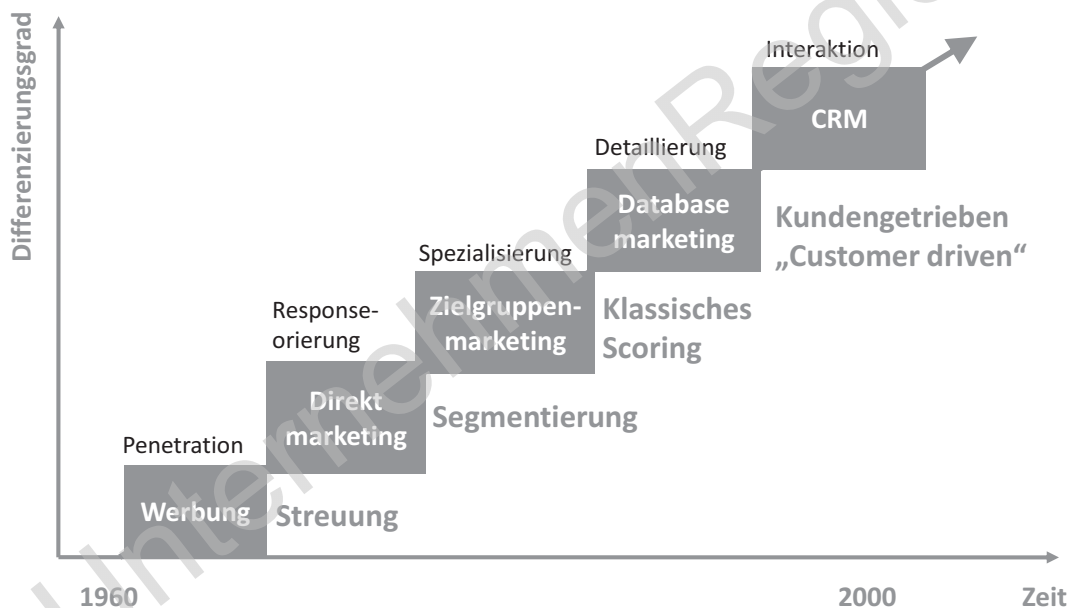 Differenzierungsgrad
Interaktion
CRM
Detaillierung
Database
marketing
Kundengetrieben
„Customer driven“
Spezialisierung
Zielgruppen-
marketing
Klassisches
Scoring
Response-
orierung
Direkt
marketing
Segmentierung
Penetration
Werbung
Streuung
1960
2000
Zeit